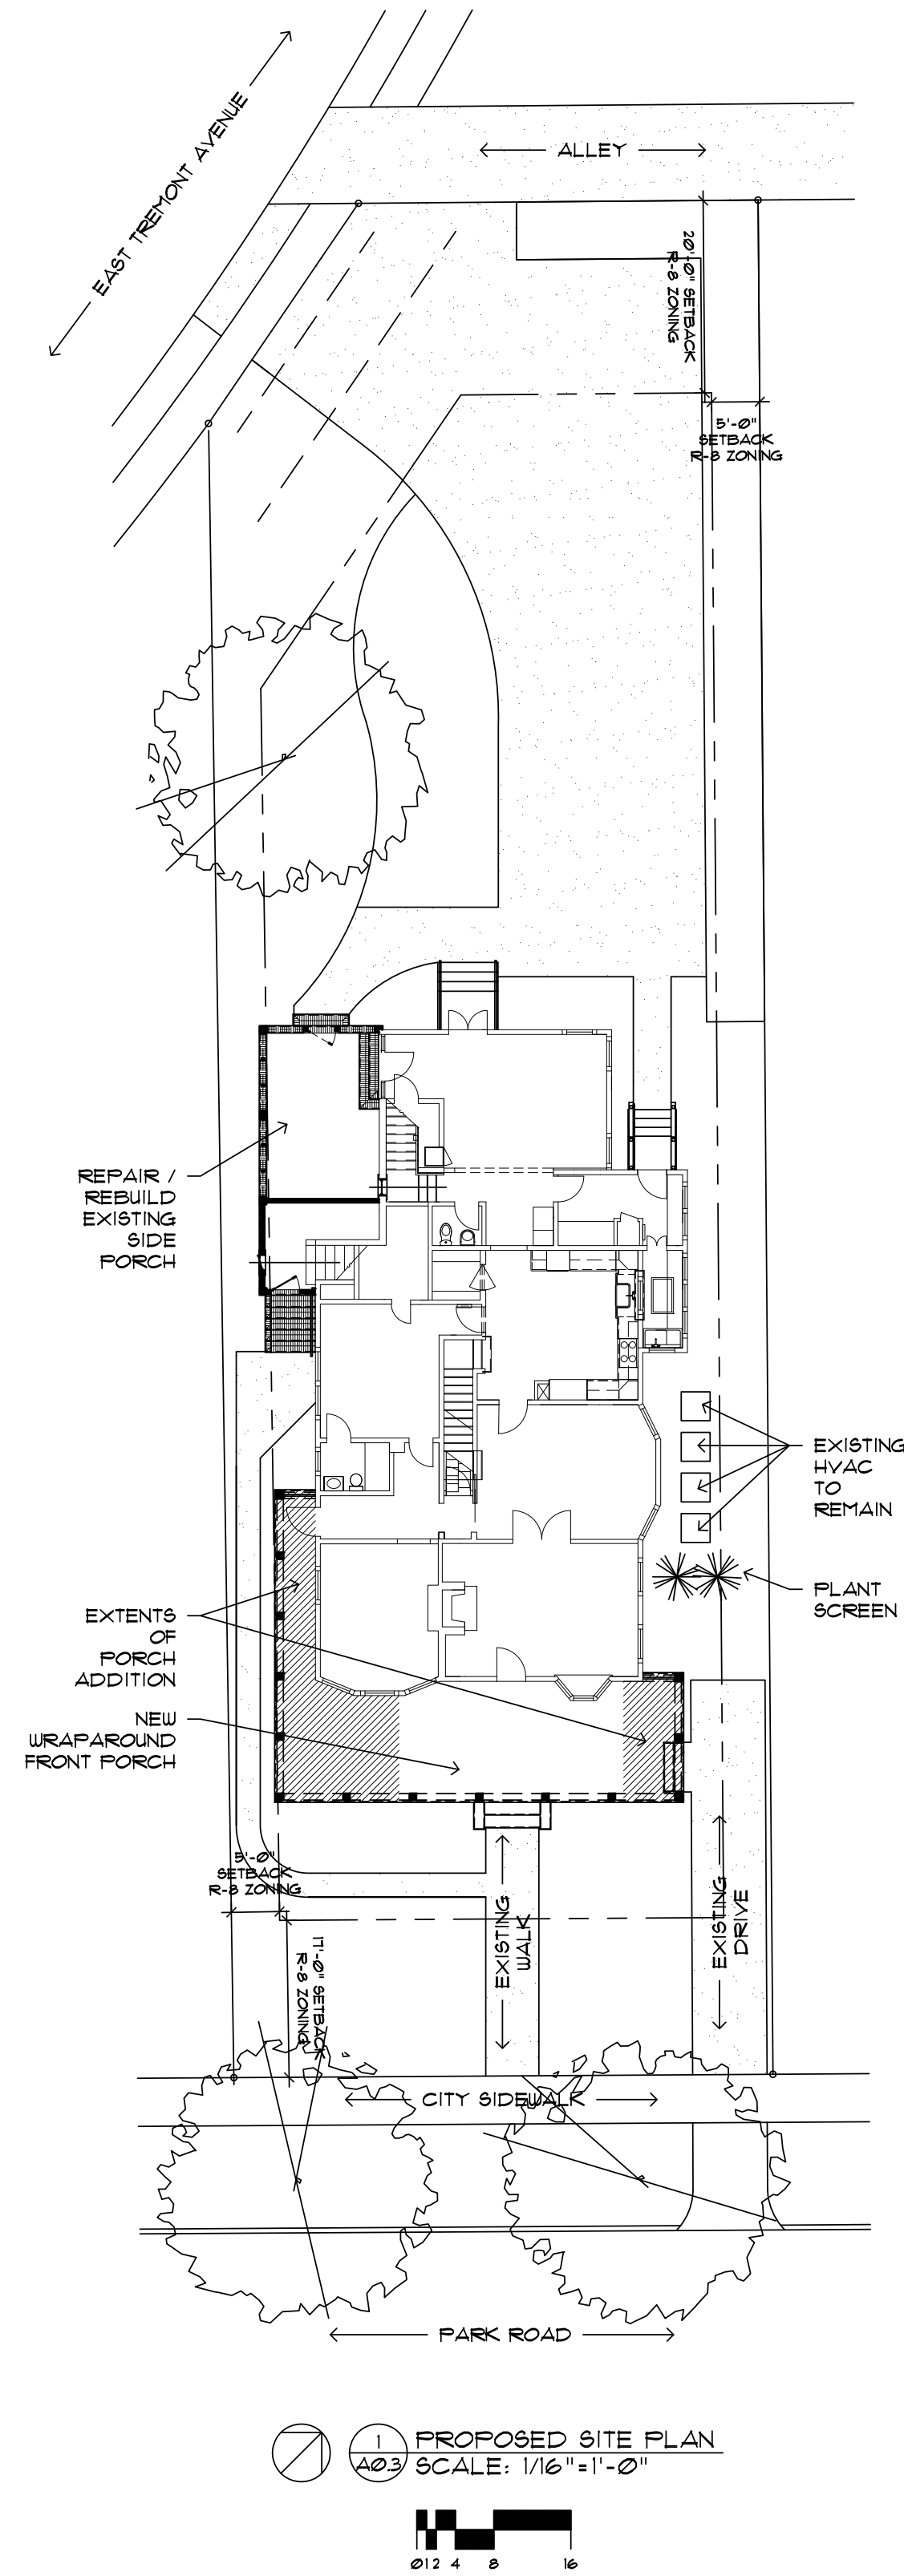 EAST TREMONT AVENUE
ALLEY
20'-0" SETBACK
R-8 ZONING
5'-0"
SETBACK
R-8 ZONING
REPAIR /
REBUILD
EXISTING
SIDE
PORCH
EXISTING
HVAC
TO
REMAIN
PLANT
SCREEN
EXTENTS
OF
PORCH
ADDITION
NEW
WRAPAROUND
FRONT PORCH
5'-0"
SETBACK
R-8 ZONING
EXISTING
WALK
EXISTING
DRIVE
17'-0" SETBACK
R-8 ZONING
CITY SIDEWALK
PARK ROAD
1
A0.3
PROPOSED SITE PLAN
SCALE: 1/16"=1'-0"
0 1 2 4 8 16